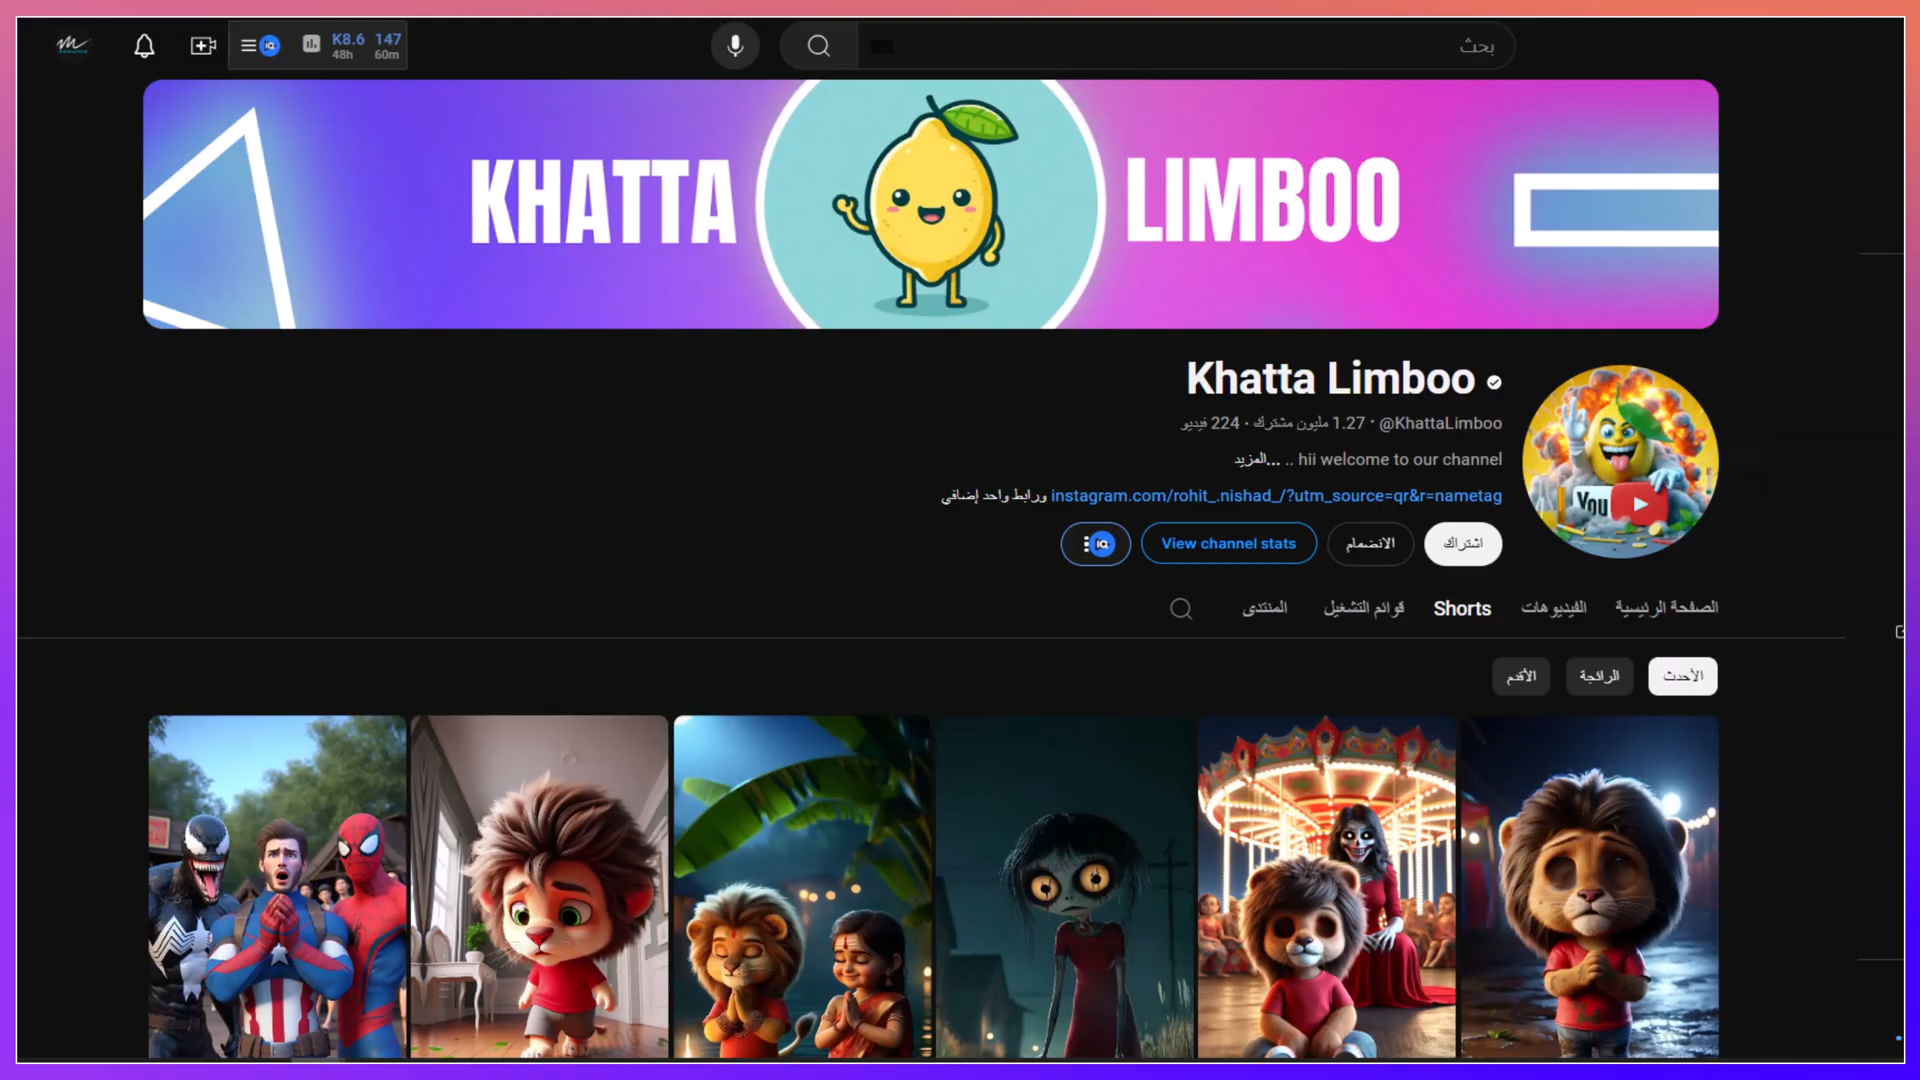 K8.6 147
48h 60m
بحث
KHATTA LIMBOO
Khatta Limboo
@KhattaLimboo • 1.27 مليون مشترك • 224 فيديو
hii welcome to our channel .. ...المزيد
instagram.com/rohit_.nishad_/?utm_source=qr&r=nametag ورابط واحد إضافي
You
اشتراك
الانضمام
View channel stats
الصفحة الرئيسية
الفيديوهات
Shorts
قوائم التشغيل
المنتدى
الأحدث
الرائجة
الأقدم